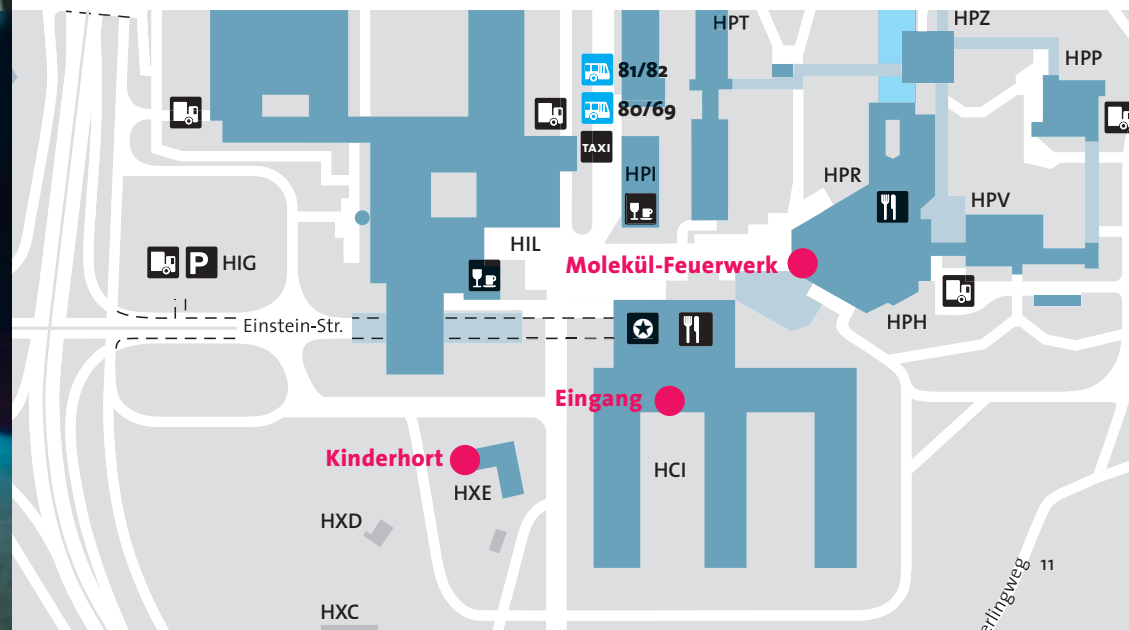 HPT
HPZ
HPP
81/82
80/69
TAXI
HPI
HPR
HPV
HIL
P HIG
Molekül-Feuerwerk
Einstein-Str.
HPH
Eingang
Kinderhort
HCI
HXE
HXD
erlingweg 11
HXC